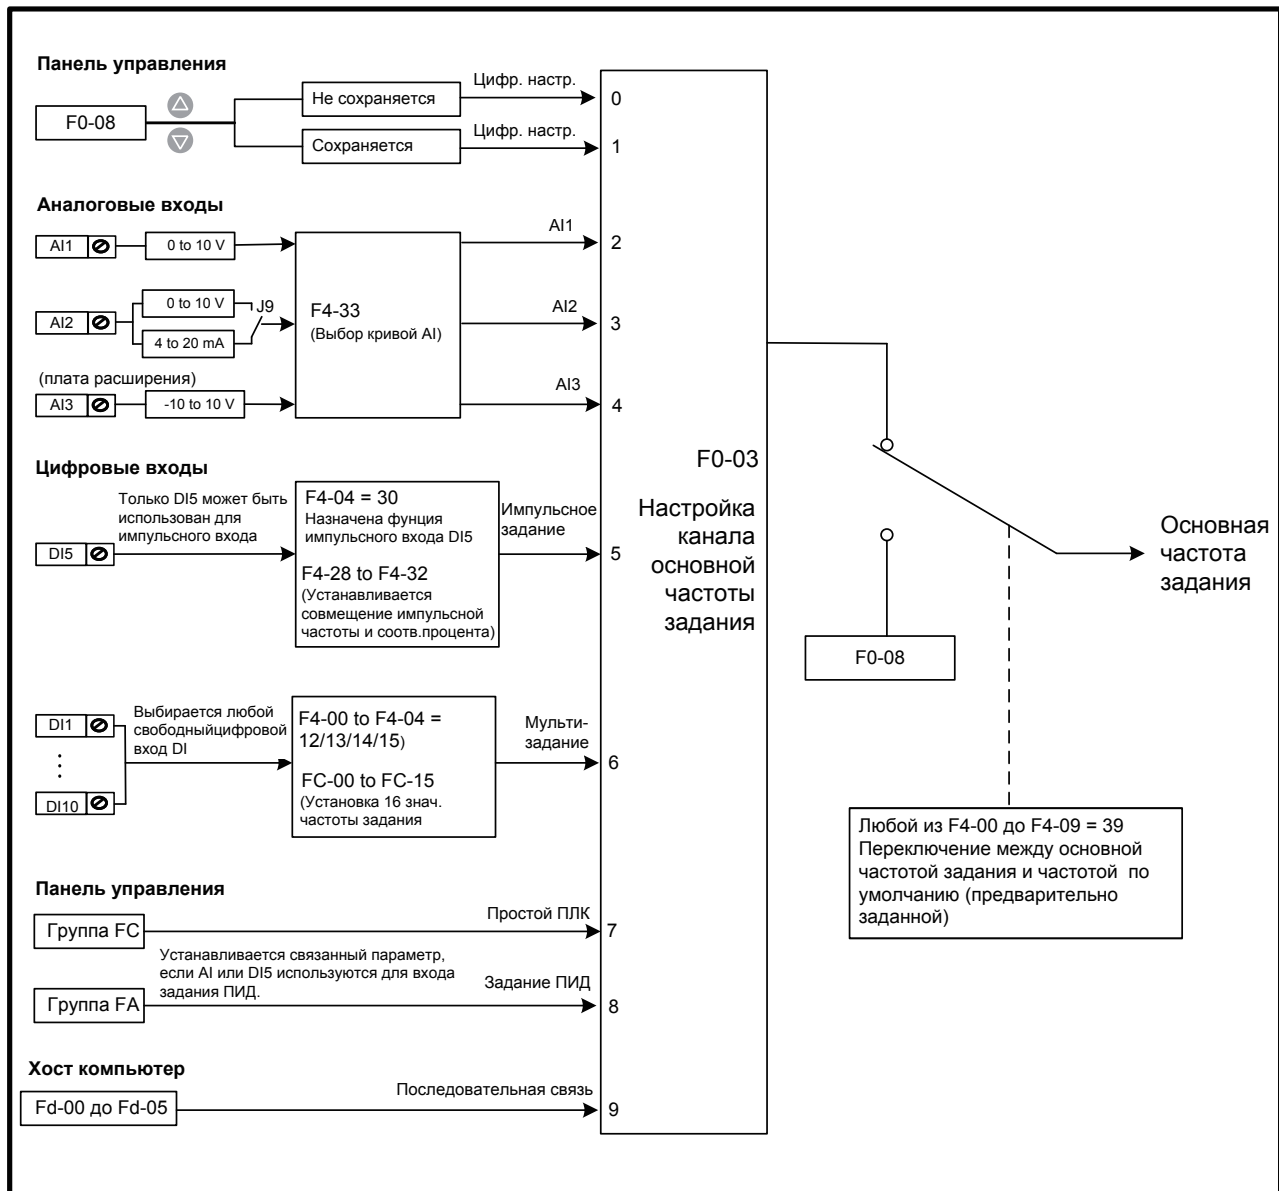 Панель управления
F0-08
Не сохраняется
Цифр. настр.
0
Сохраняется
Цифр. настр.
1
Аналоговые входы
AI1
0 to 10 V
AI1
2
AI2
0 to 10 V
4 to 20 mA
J9
F4-33
(Выбор кривой AI)
AI2
3
(плата расширения)
AI3
-10 to 10 V
AI3
4
Цифровые входы
Только DI5 может быть
использован для
импульсного входа
DI5
F4-04 = 30
Назначена фунция
импульсного входа DI5
F4-28 to F4-32
(Устанавливается
совмещение импульсной
частоты и соотв.процента)
Импульсное
задание
5
DI1
DI10
Выбирается любой
свободныйцифровой
вход DI
F4-00 to F4-04 =
12/13/14/15)
FC-00 to FC-15
(Установка 16 знач.
частоты задания
Мульти-
задание
6
Панель управления
Группа FC
Простой ПЛК
7
Устанавливается связанный параметр,
если AI или DI5 используются для входа
задания ПИД.
Группа FA
Задание ПИД
8
Хост компьютер
Fd-00 до Fd-05
Последовательная связь
9
F0-03
Настройка
канала
основной
частоты
задания
F0-08
Основная
частота
задания
Любой из F4-00 до F4-09 = 39
Переключение между основной
частотой задания и частотой по
умолчанию (предварительно
заданной)